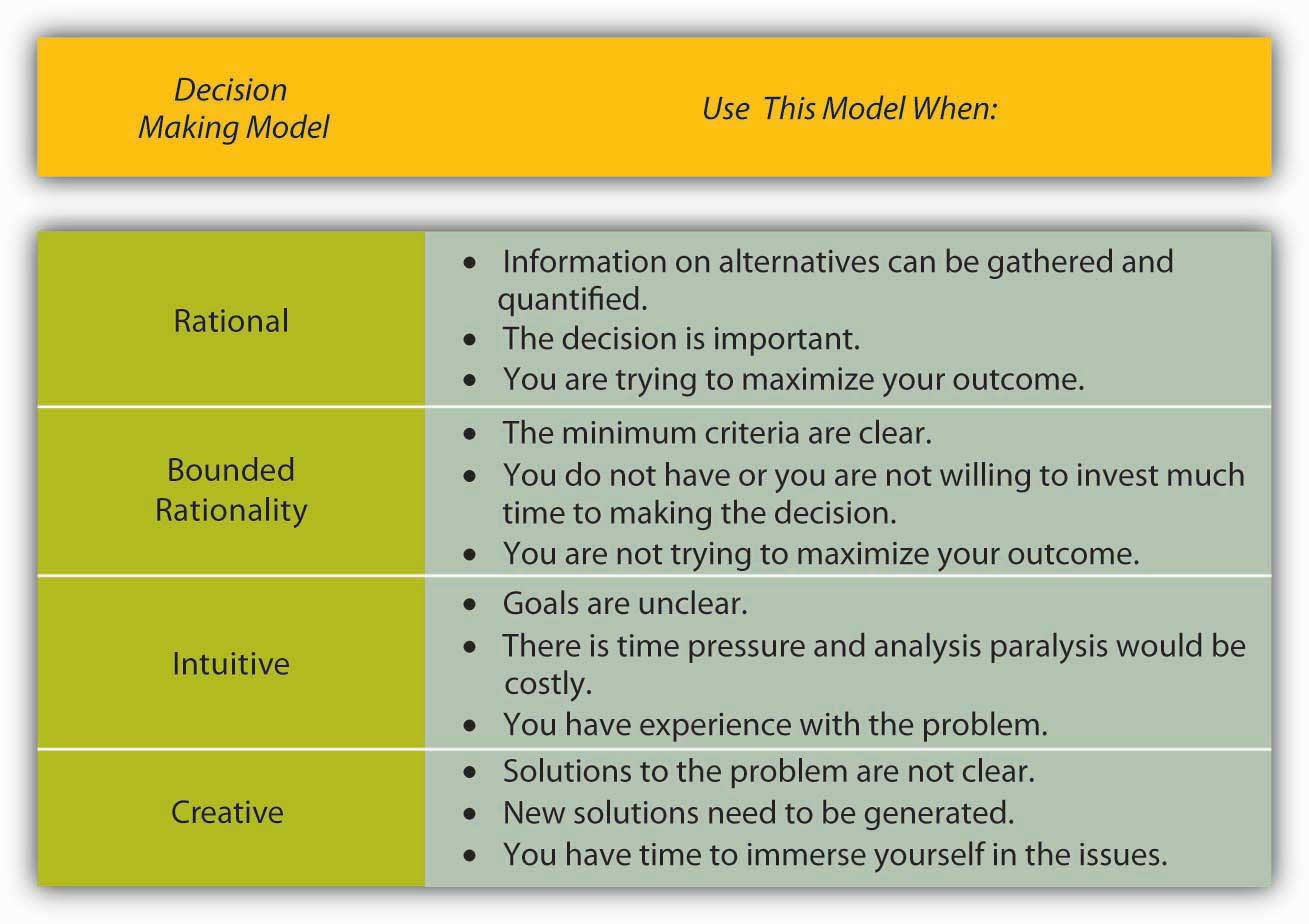 Decision
Making Model
Use This Model When:
Rational
• Information on alternatives can be gathered and
quantified.
• The decision is important.
• You are trying to maximize your outcome.
Bounded
Rationality
• The minimum criteria are clear.
• You do not have or you are not willing to invest much
time to making the decision.
• You are not trying to maximize your outcome.
Intuitive
• Goals are unclear.
• There is time pressure and analysis paralysis would be
costly.
• You have experience with the problem.
Creative
• Solutions to the problem are not clear.
• New solutions need to be generated.
• You have time to immerse yourself in the issues.